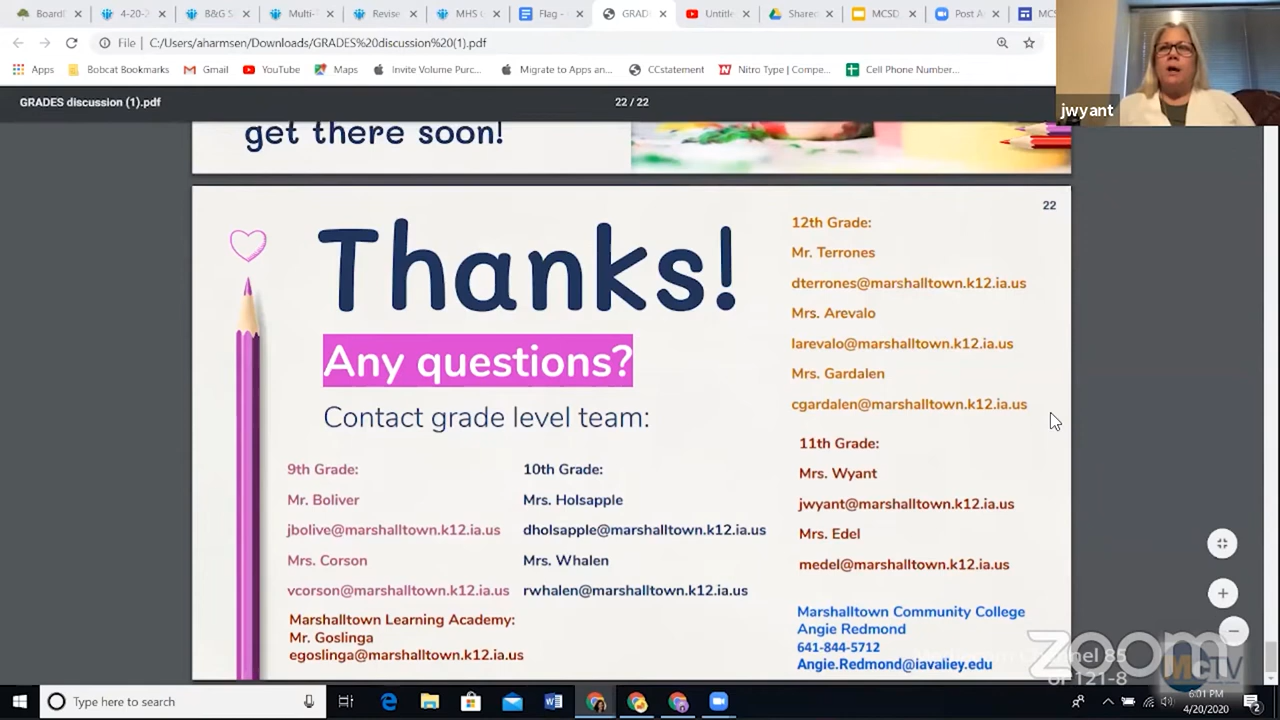 Board
4-20-2
B&G S
Multi-
Revise
MHS
Flag -
GRAD
Untitle
Shared
MCSD
Post A
MCS
File
C:/Users/aharmsen/Downloads/GRADES%20discussion%20(1).pdf
Apps
Bobcat Bookmarks
Gmail
YouTube
Maps
Invite Volume Purc...
Migrate to Apps an...
CCstatement
Nitro Type | Compe...
Cell Phone Number...
jwyant
GRADES discussion (1).pdf
22 / 22
get there soon!
22
Thanks!
Any questions?
Contact grade level team:
9th Grade:
Mr. Boliver
jbolive@marshalltown.k12.ia.us
Mrs. Corson
vcorson@marshalltown.k12.ia.us
Marshalltown Learning Academy:
Mr. Goslinga
egoslinga@marshalltown.k12.ia.us
10th Grade:
Mrs. Holsapple
dholsapple@marshalltown.k12.ia.us
Mrs. Whalen
rwhalen@marshalltown.k12.ia.us
12th Grade:
Mr. Terrones
dterrones@marshalltown.k12.ia.us
Mrs. Arevalo
larevalo@marshalltown.k12.ia.us
Mrs. Gardalen
cgardalen@marshalltown.k12.ia.us
11th Grade:
Mrs. Wyant
jwyant@marshalltown.k12.ia.us
Mrs. Edel
medel@marshalltown.k12.ia.us
Marshalltown Community College
Angie Redmond
641-844-5712
Angie.Redmond@iavalley.edu
zoom
85
MCTV
121-8
Type here to search
6:01 PM
4/20/2020
2